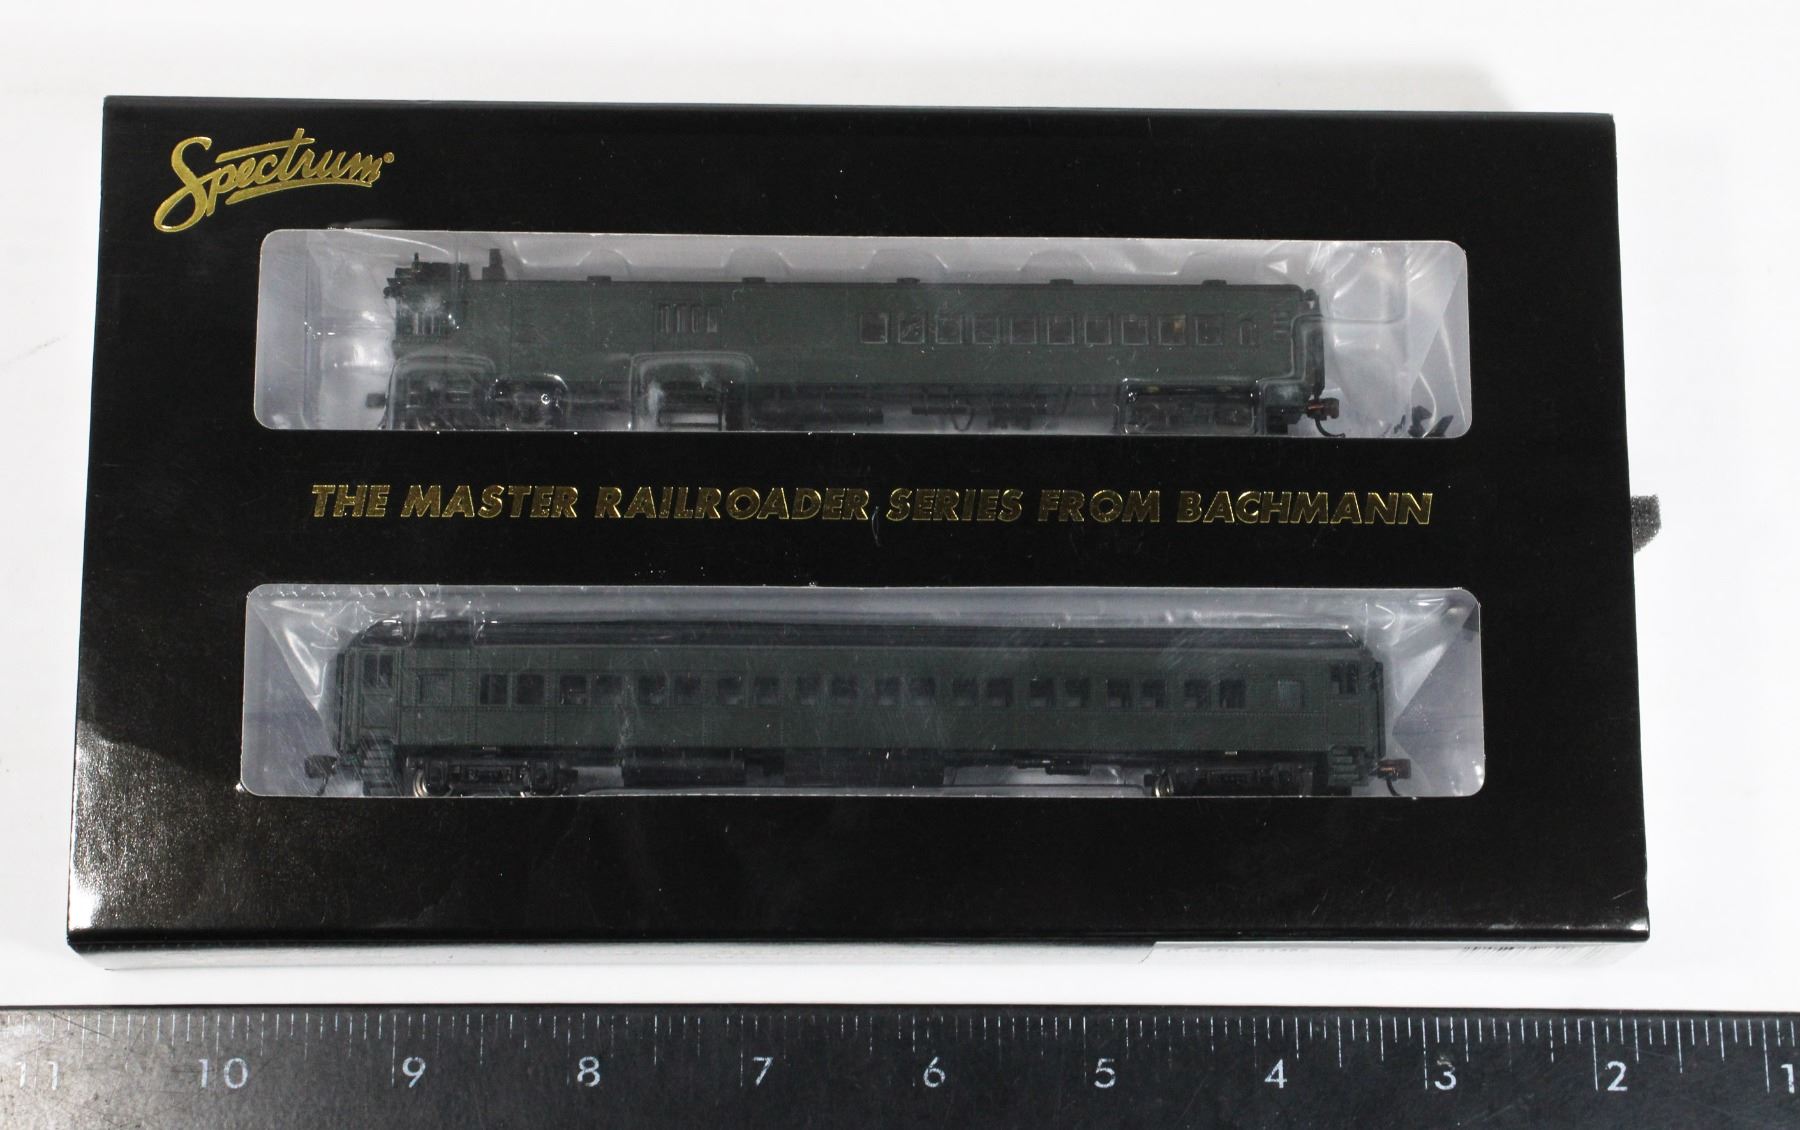 Spectrum®
THE MASTER RAILROADER SERIES FROM BACHMANN
11 10 9 8 7 6 5 4 3 2 1